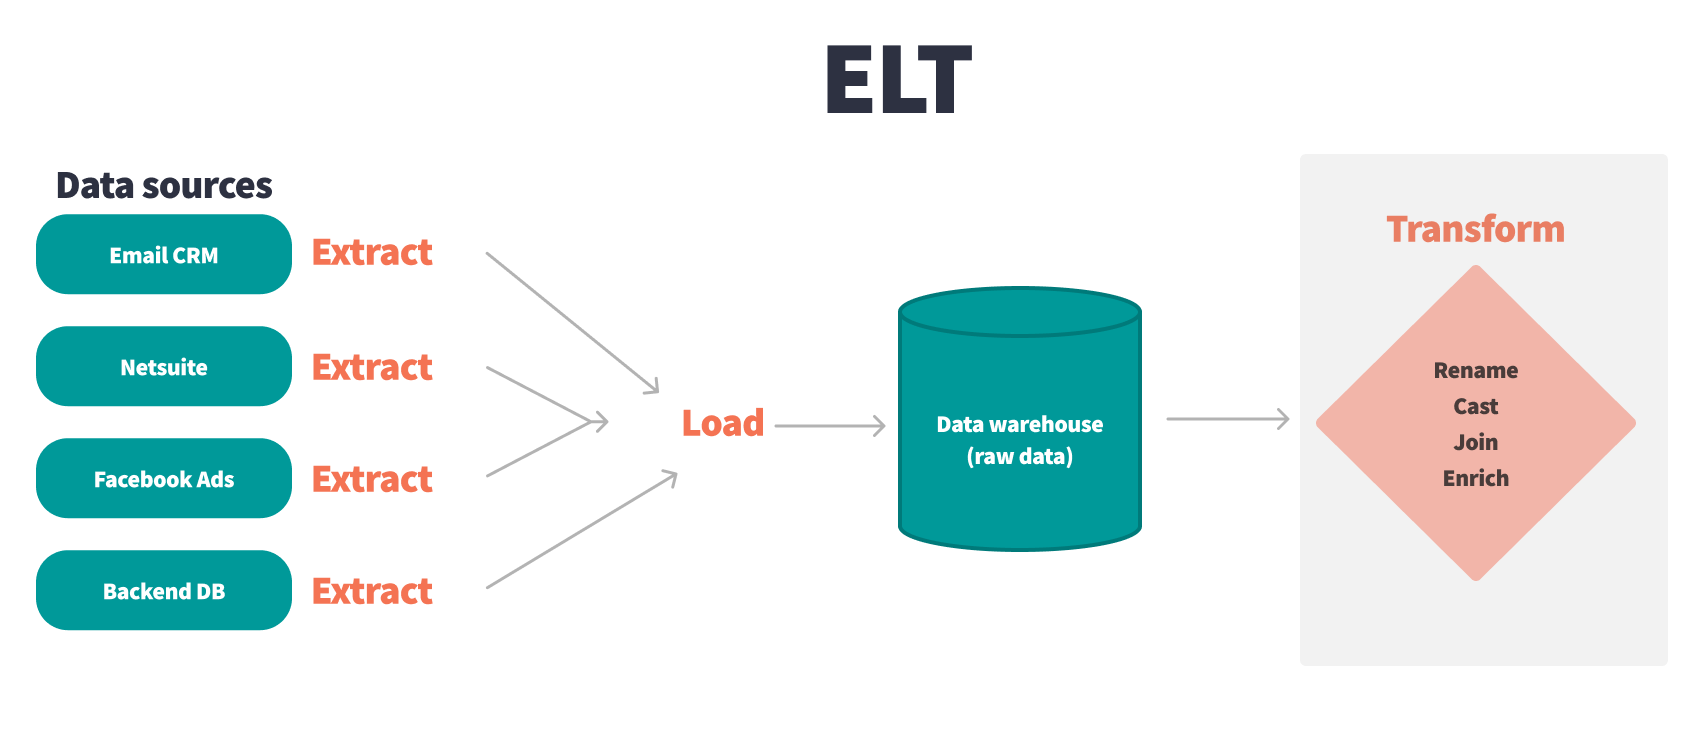 ELT
Data sources
Email CRM
Extract
Netsuite
Extract
Facebook Ads
Extract
Backend DB
Extract
Load
Data warehouse
(raw data)
Transform
Rename
Cast
Join
Enrich